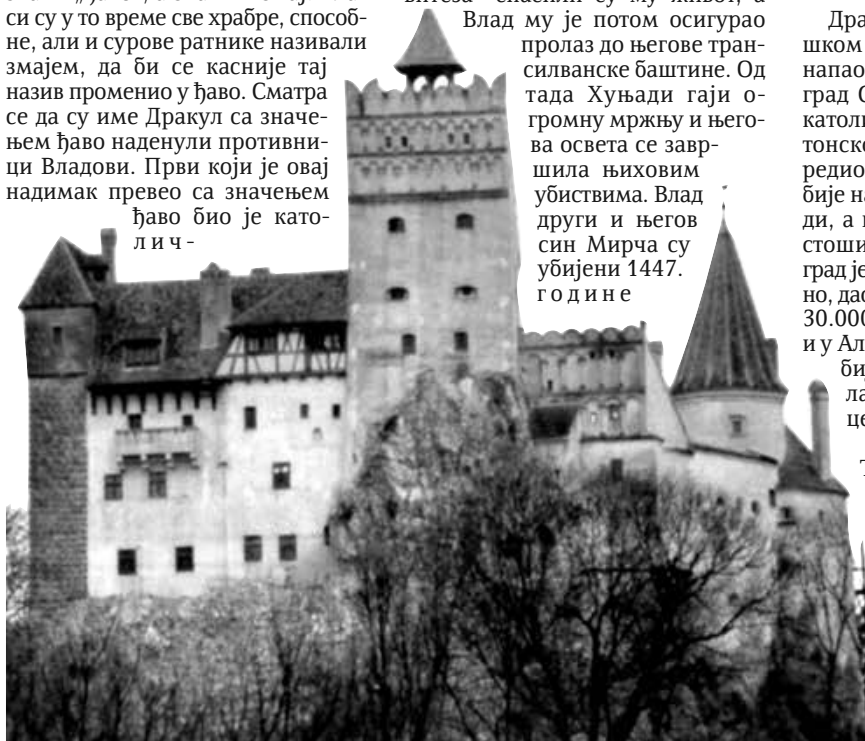 си су у то време све храбре, способ-
не, али и сурове ратнике називали
змајем, да би се касније тај
назив променио у ђаво. Сматра
се да су име Дракул са значе-
њем ђаво наденули противни-
ци Владови. Први који је овај
надимак превео са значењем
ђаво био је като-
л и ч -
Влад му је потом осигурао
пролаз до његове тран-
силванске баштине. Од
тада Хуњади гаји о-
громну мржњу и њего-
ва освета се завр-
шила њиховим
убиствима. Влад
други и његов
син Мирча су
убијени 1447.
г о д и н е
Дра
шком
напао
град
католи
тонско
редио
бије на
ди, а
стоши
град је
но, дао
30.000
и у Ал
би
ла
це